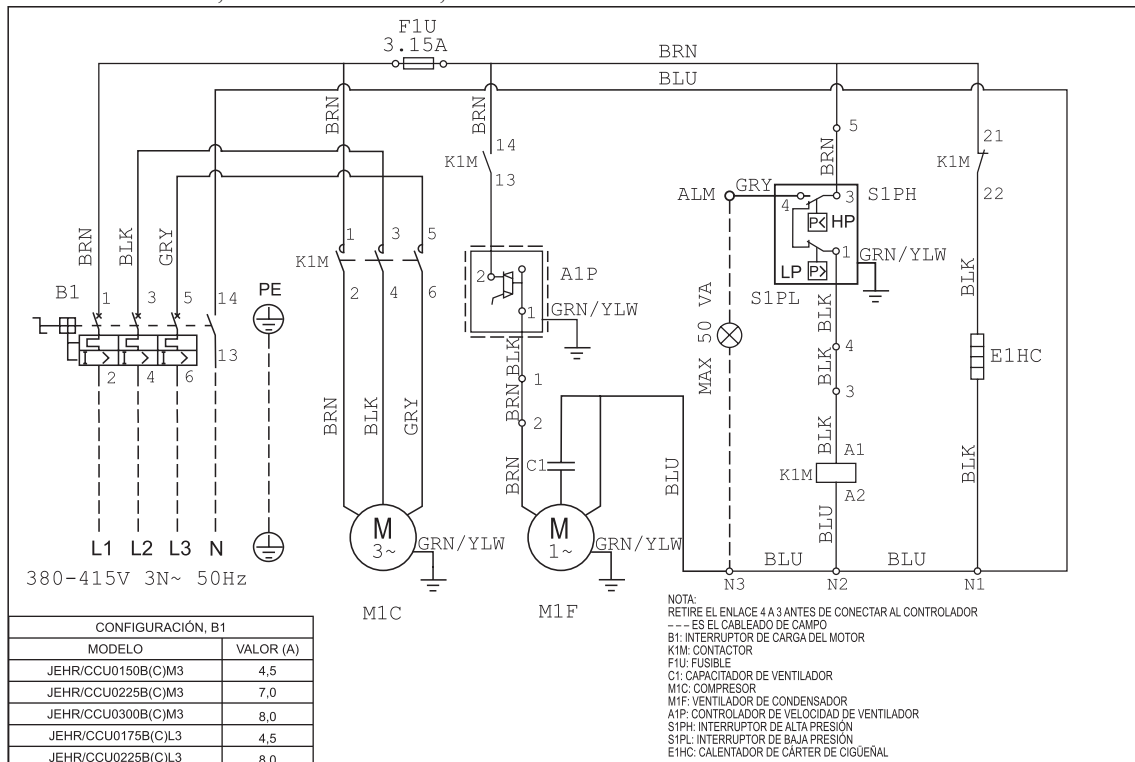 F1U
3.15A
BRN
BLU
BRN
BRN
BRN
5
14
K1M
13
21
K1M
22
ALM
GRY
4
3
S1PH
P<
HP
LP
P>
1
GRN/YLW
S1PL
BRN
BLK
GRY
B1
1
3
5
14
PE
13
2
4
6
1
3
5
K1M
2
4
6
2
A1P
1
GRN/YLW
BLK
1
BRN
2
BRN
C1
BLU
MAX 50 VA
BLK
4
BLK
3
BLK
A1
K1M
A2
BLU
BLK
E1HC
BLK
BRN
BLK
GRY
L1 L2 L3 N
380-415V 3N~ 50Hz
M
3~
GRN/YLW
M1C
M
1~
GRN/YLW
M1F
BLU
BLU
N3
N2
N1
NOTA:
RETIRE EL ENLACE 4 A 3 ANTES DE CONECTAR AL CONTROLADOR
--- ES EL CABLEADO DE CAMPO
B1: INTERRUPTOR DE CARGA DEL MOTOR
K1M: CONTACTOR
F1U: FUSIBLE
C1: CAPACITADOR DE VENTILADOR
M1C: COMPRESOR
M1F: VENTILADOR DE CONDENSADOR
A1P: CONTROLADOR DE VELOCIDAD DE VENTILADOR
S1PH: INTERRUPTOR DE ALTA PRESIÓN
S1PL: INTERRUPTOR DE BAJA PRESIÓN
E1HC: CALENTADOR DE CÁRTER DE CIGÜEÑAL
CONFIGURACIÓN, B1
MODELO VALOR (A)
JEHR/CCU0150B(C)M3 4,5
JEHR/CCU0225B(C)M3 7,0
JEHR/CCU0300B(C)M3 8,0
JEHR/CCU0175B(C)L3 4,5
JEHR/CCU0225B(C)L3 8,0